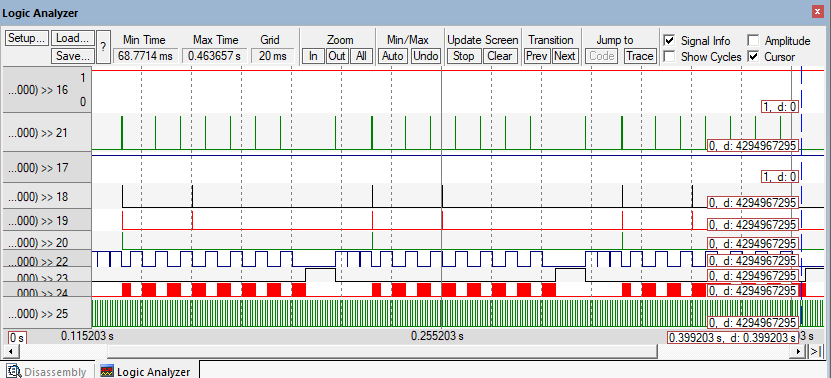 Logic Analyzer
Setup... Load... Save... ? Min Time Max Time Grid Zoom Min/Max Update Screen Transition Jump to Signal Info Amplitude
68.7714 ms 0.463657 s 20 ms In Out All Auto Undo Stop Clear Prev Next Code Trace Show Cycles Cursor
...000) >> 16 1
0
1, d: 0
...000) >> 21
0, d: 4294967295
...000) >> 17
1, d: 0
...000) >> 18
0, d: 4294967295
...000) >> 19
0, d: 4294967295
...000) >> 20
0, d: 4294967295
...000) >> 22
0, d: 4294967295
...000) >> 23
0, d: 4294967295
...000) >> 24
0, d: 4294967295
...000) >> 25
0, d: 4294967295
0 s 0.115203 s 0.255203 s 0.399203 s, d: 0.399203 s 3 s
Disassembly Logic Analyzer